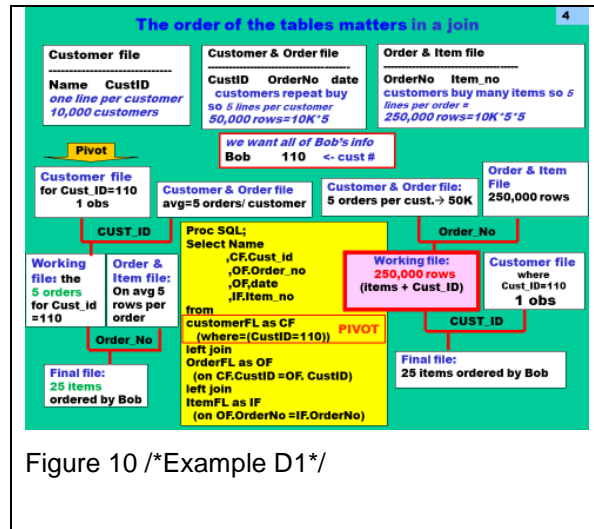 The order of the tables matters in a join
4
Customer file
------------------------------
Name CustID
one line per customer
10,000 customers
Customer & Order file
------------------------------
CustID OrderNo date
customers repeat buy
so 5 lines per customer
50,000 rows=10K*5
Order & Item file
------------------------------
OrderNo Item_no
customers buy many items so 5
lines per order =
250,000 rows=10K*5*5
we want all of Bob's info
Bob 110 <- cust #
Pivot
Customer file
for Cust_ID=110
1 obs
Customer & Order file
avg=5 orders/ customer
CUST_ID
Working
file: the
5 orders
for Cust_id
=110
Order &
Item file:
On avg 5
rows per
order
Order_No
Final file:
25 items
ordered by Bob
Proc SQL;
Select Name
,CF.Cust_id
,OF.Order_no
,OF,date
,IF.Item_no
from
customerFL as CF
(where=(CustID=110))
PIVOT
left join
OrderFL as OF
(on CF.CustID =OF. CustID)
left join
ItemFL as IF
(on OF.OrderNo =IF.OrderNo)
Customer & Order file:
5 orders per cust.→ 50K
Order & Item
File
250,000 rows
Order_No
Working file:
250,000 rows
(items + Cust_ID)
Customer file
where
Cust_ID=110
1 obs
CUST_ID
Final file:
25 items ordered by Bob
Figure 10 /*Example D1*/